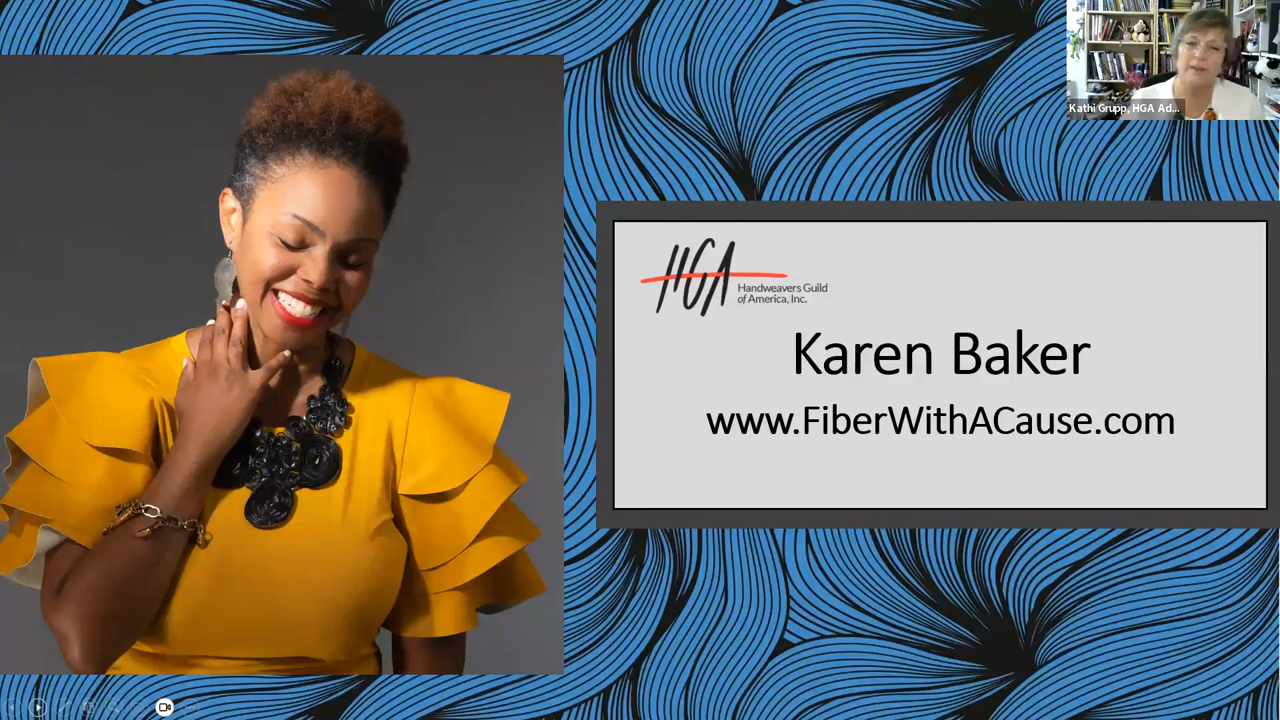 Kathi Grupp, HGA Ad...
HGA
Handweavers Guild
of America, Inc.
Karen Baker
www.FiberWithACause.com